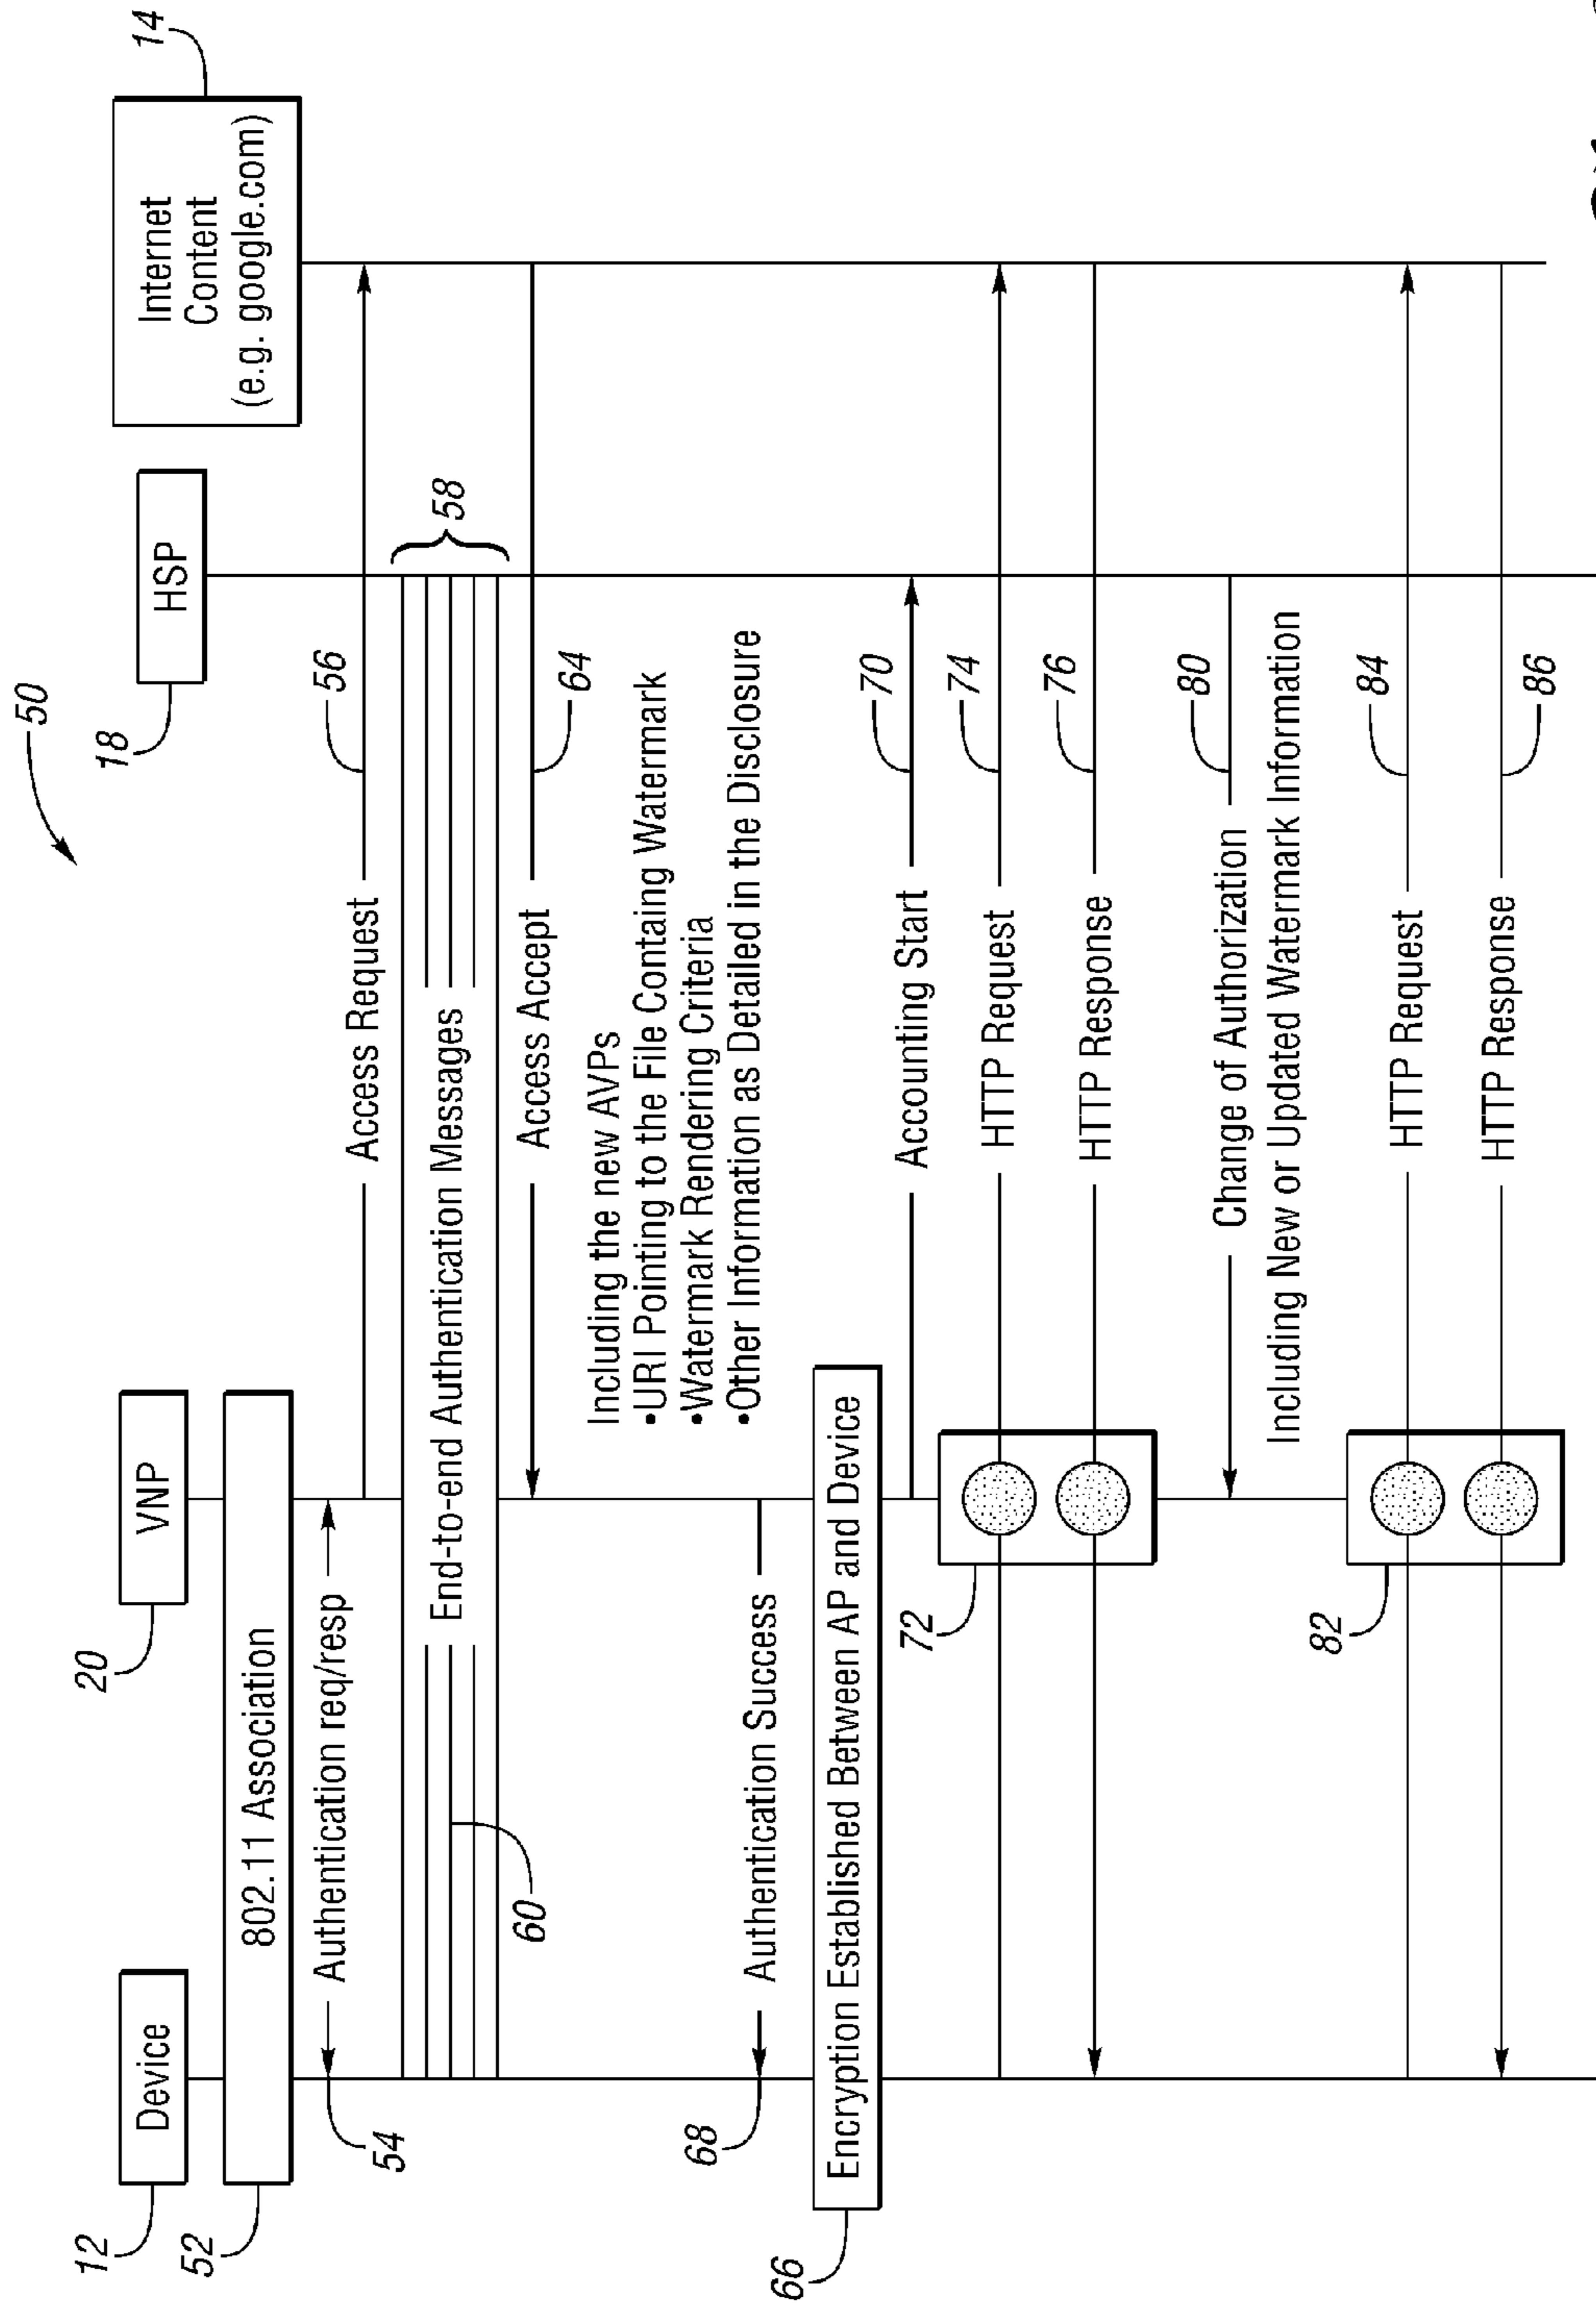 50
12
Device
20
VNP
18
HSP
14
Internet
Content
(e.g. google.com)
52
802.11 Association
54
Authentication req/resp
Access Request
56
End-to-end Authentication Messages
58
60
Access Accept
64
Including the new AVPs
•URI Pointing to the File Containg Watermark
•Watermark Rendering Criteria
•Other Information as Detailed in the Disclosure
68
Authentication Success
66
Encryption Established Between AP and Device
Accounting Start
70
72
HTTP Request
74
HTTP Response
76
Change of Authorization
80
Including New or Updated Watermark Information
82
HTTP Request
84
HTTP Response
86